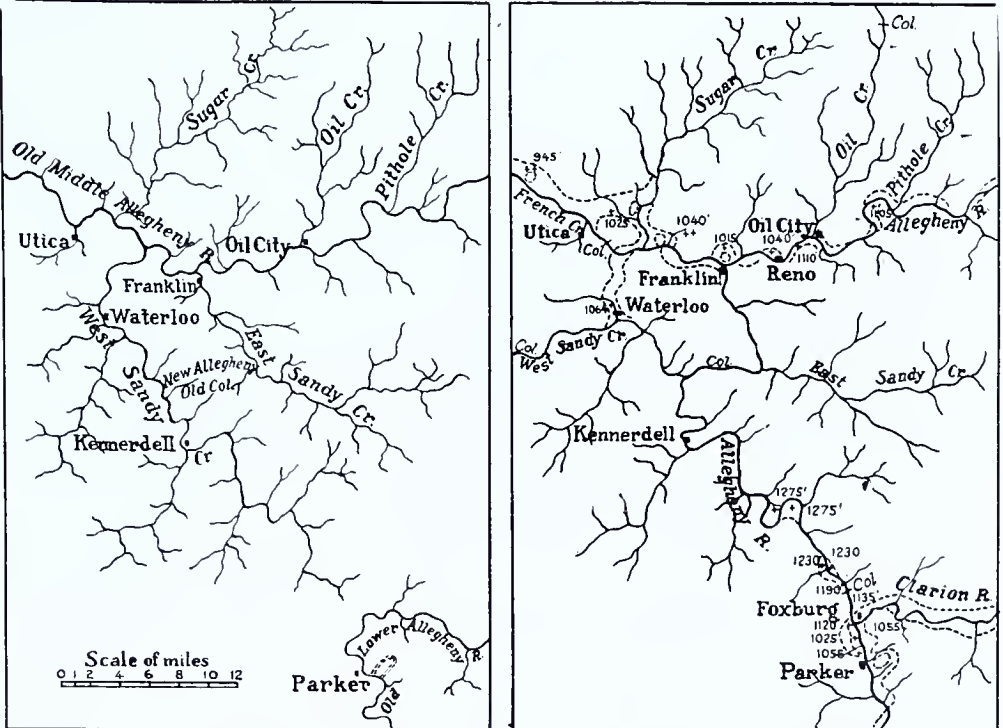 Sugar Cr.
Oil Cr.
Pithole Cr.
Old Middle Allegheny R.
Utica
Oil City
Franklin
Waterloo
West Sandy Cr
East Sandy Cr.
New Allegheny
Old Col.
Kennerdell
Scale of miles
0 1 2 4 6 8 10 12
Old Lower Allegheny R.
Parker
Col.
Sugar Cr.
Oil Cr.
Pithole Cr.
945'
French Cr.
Utica
Col.
1025
1040'
1015
Oil City
1040
1110
1105
Allegheny R.
Franklin
Reno
1064
Waterloo
Col.
West Sandy Cr.
Col.
East Sandy Cr.
Kennerdell
Allegheny R.
1275'
1275'
1230
1230
1190
Col.
1135'
Clarion R.
Foxburg
1120
1025
1055
1055
Parker